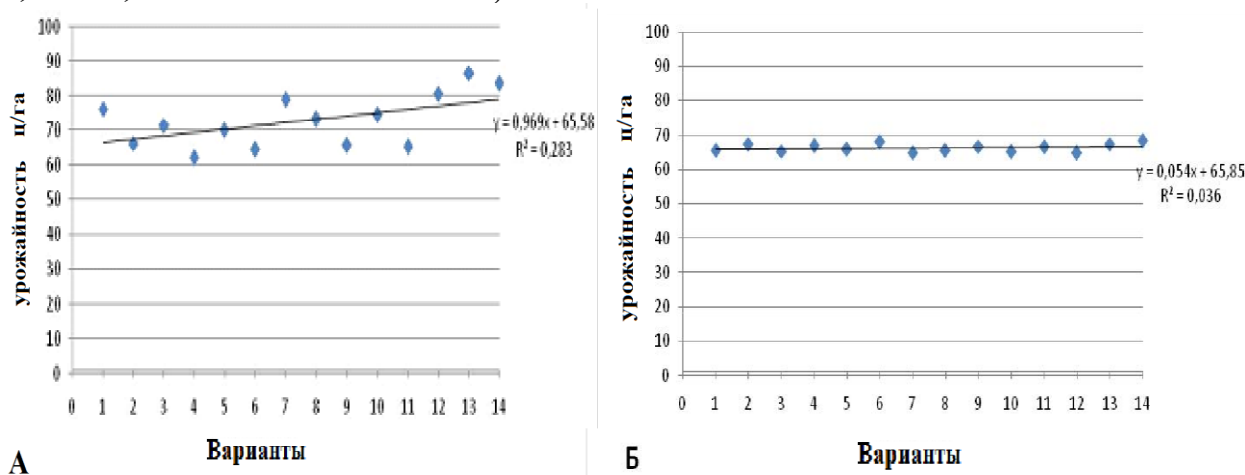 100
90
80
70
60
50
40
30
20
10
0
0 1 2 3 4 5 6 7 8 9 10 11 12 13 14
урожайность ц/га
y = 0,969x + 65,58
R² = 0,283
Варианты
А
100
90
80
70
60
50
40
30
20
10
0
0 1 2 3 4 5 6 7 8 9 10 11 12 13 14
урожайность ц/га
y = 0,054x + 65,85
R² = 0,036
Варианты
Б